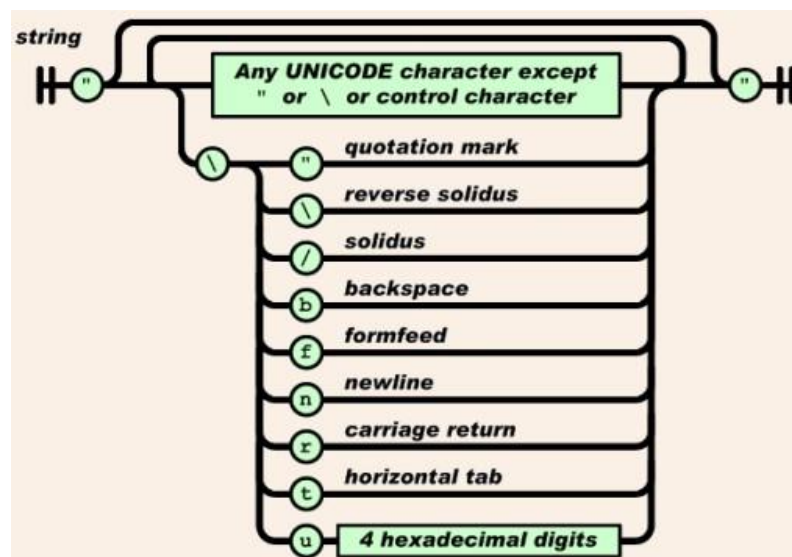 string
" Any UNICODE character except "
" or \ or control character
\ " quotation mark
\ reverse solidus
/ solidus
b backspace
f formfeed
n newline
r carriage return
t horizontal tab
u 4 hexadecimal digits